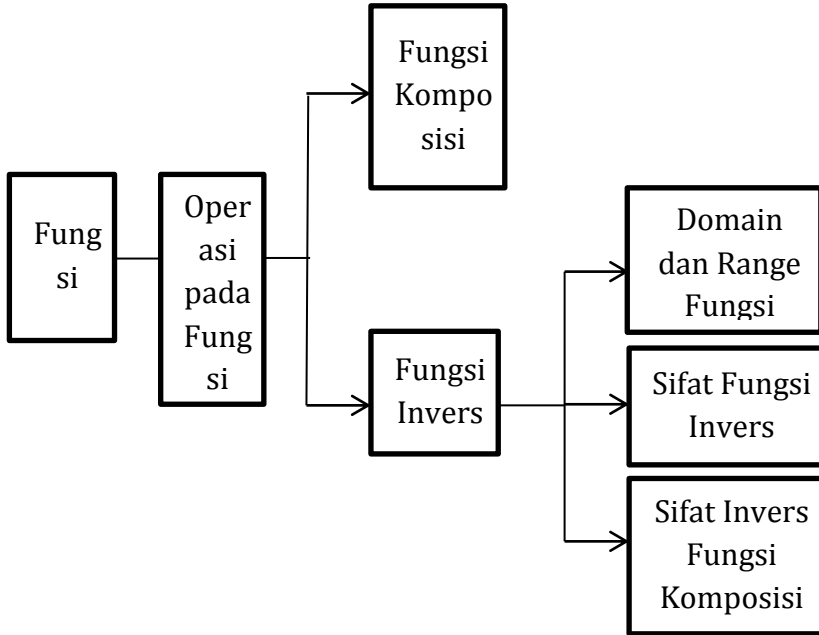 Fung
si
Oper
asi
pada
Fung
si
Fungsi
Kompo
sisi
Fungsi
Invers
Domain
dan Range
Fungsi
Sifat Fungsi
Invers
Sifat Invers
Fungsi
Komposisi